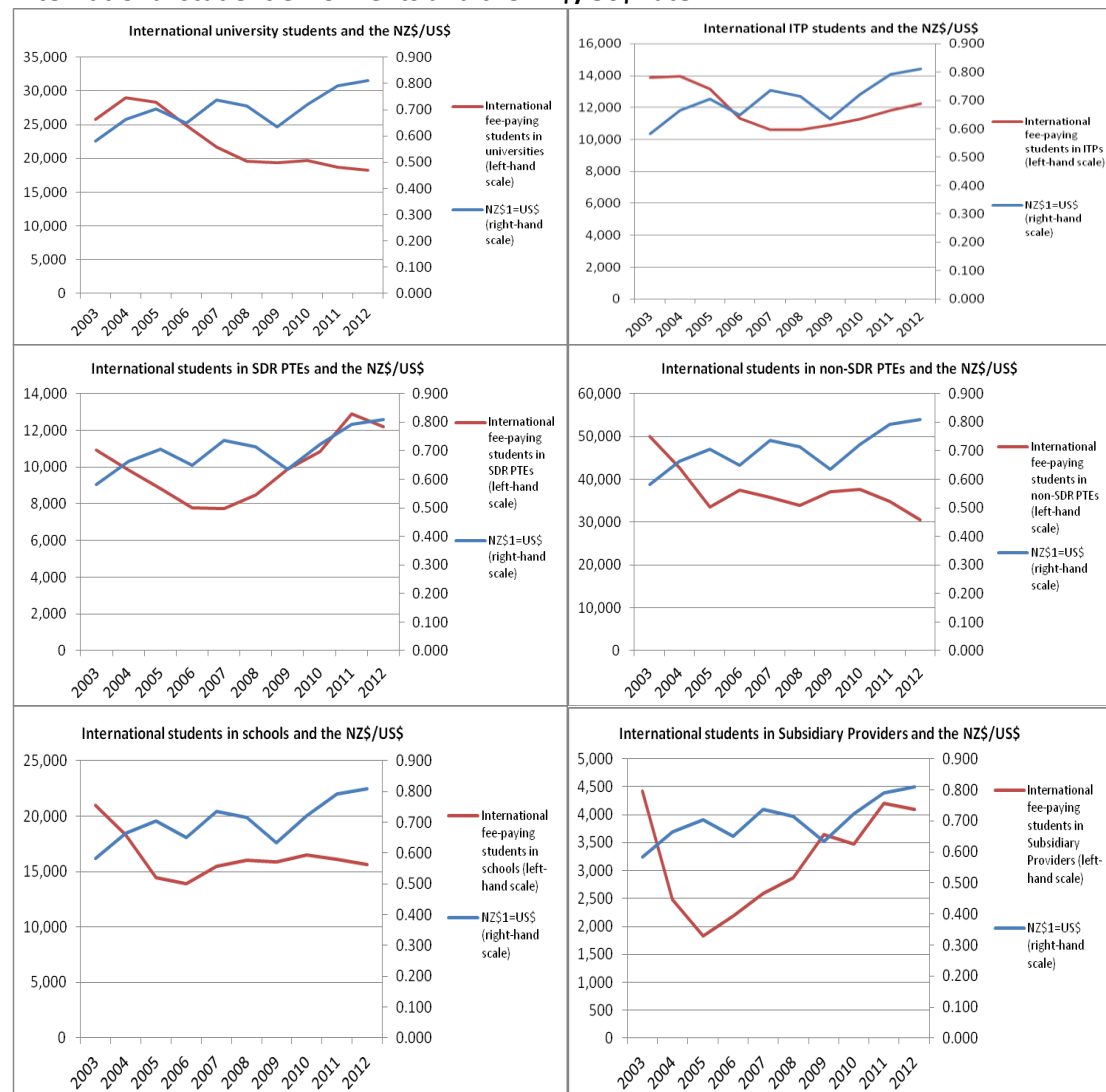 International university students and the NZ$/US$
35,000
30,000
25,000
20,000
15,000
10,000
5,000
0
0.900
0.800
0.700
0.600
0.500
0.400
0.300
0.200
0.100
0.000
2003 2004 2005 2006 2007 2008 2009 2010 2011 2012
International
fee-paying
students in
universities
(left-hand
scale)
NZ$1=US$
(right-hand
scale)
International ITP students and the NZ$/US$
16,000
14,000
12,000
10,000
8,000
6,000
4,000
2,000
0
0.900
0.800
0.700
0.600
0.500
0.400
0.300
0.200
0.100
0.000
2003 2004 2005 2006 2007 2008 2009 2010 2011 2012
International
fee-paying
students in ITPs
(left-hand scale)
NZ$1=US$
(right-hand
scale)
International students in SDR PTEs and the NZ$/US$
14,000
12,000
10,000
8,000
6,000
4,000
2,000
0
0.900
0.800
0.700
0.600
0.500
0.400
0.300
0.200
0.100
0.000
2003 2004 2005 2006 2007 2008 2009 2010 2011 2012
International
fee-paying
students in
SDR PTEs
(left-hand
scale)
NZ$1=US$
(right-hand
scale)
International students in non-SDR PTEs and the NZ$/US$
60,000
50,000
40,000
30,000
20,000
10,000
0
0.900
0.800
0.700
0.600
0.500
0.400
0.300
0.200
0.100
0.000
2003 2004 2005 2006 2007 2008 2009 2010 2011 2012
International
fee-paying
students in
non-SDR PTEs
(left-hand
scale)
NZ$1=US$
(right-hand
scale)
International students in schools and the NZ$/US$
25,000
20,000
15,000
10,000
5,000
0
0.900
0.800
0.700
0.600
0.500
0.400
0.300
0.200
0.100
0.000
2003 2004 2005 2006 2007 2008 2009 2010 2011 2012
International
fee-paying
students in
schools (left-
hand scale)
NZ$1=US$
(right-hand
scale)
International students in Subsidiary Providers and the NZ$/US$
5,000
4,500
4,000
3,500
3,000
2,500
2,000
1,500
1,000
500
0
0.900
0.800
0.700
0.600
0.500
0.400
0.300
0.200
0.100
0.000
2003 2004 2005 2006 2007 2008 2009 2010 2011 2012
International
fee-paying
students in
Subsidiary
Providers (left-
hand scale)
NZ$1=US$
(right-hand
scale)